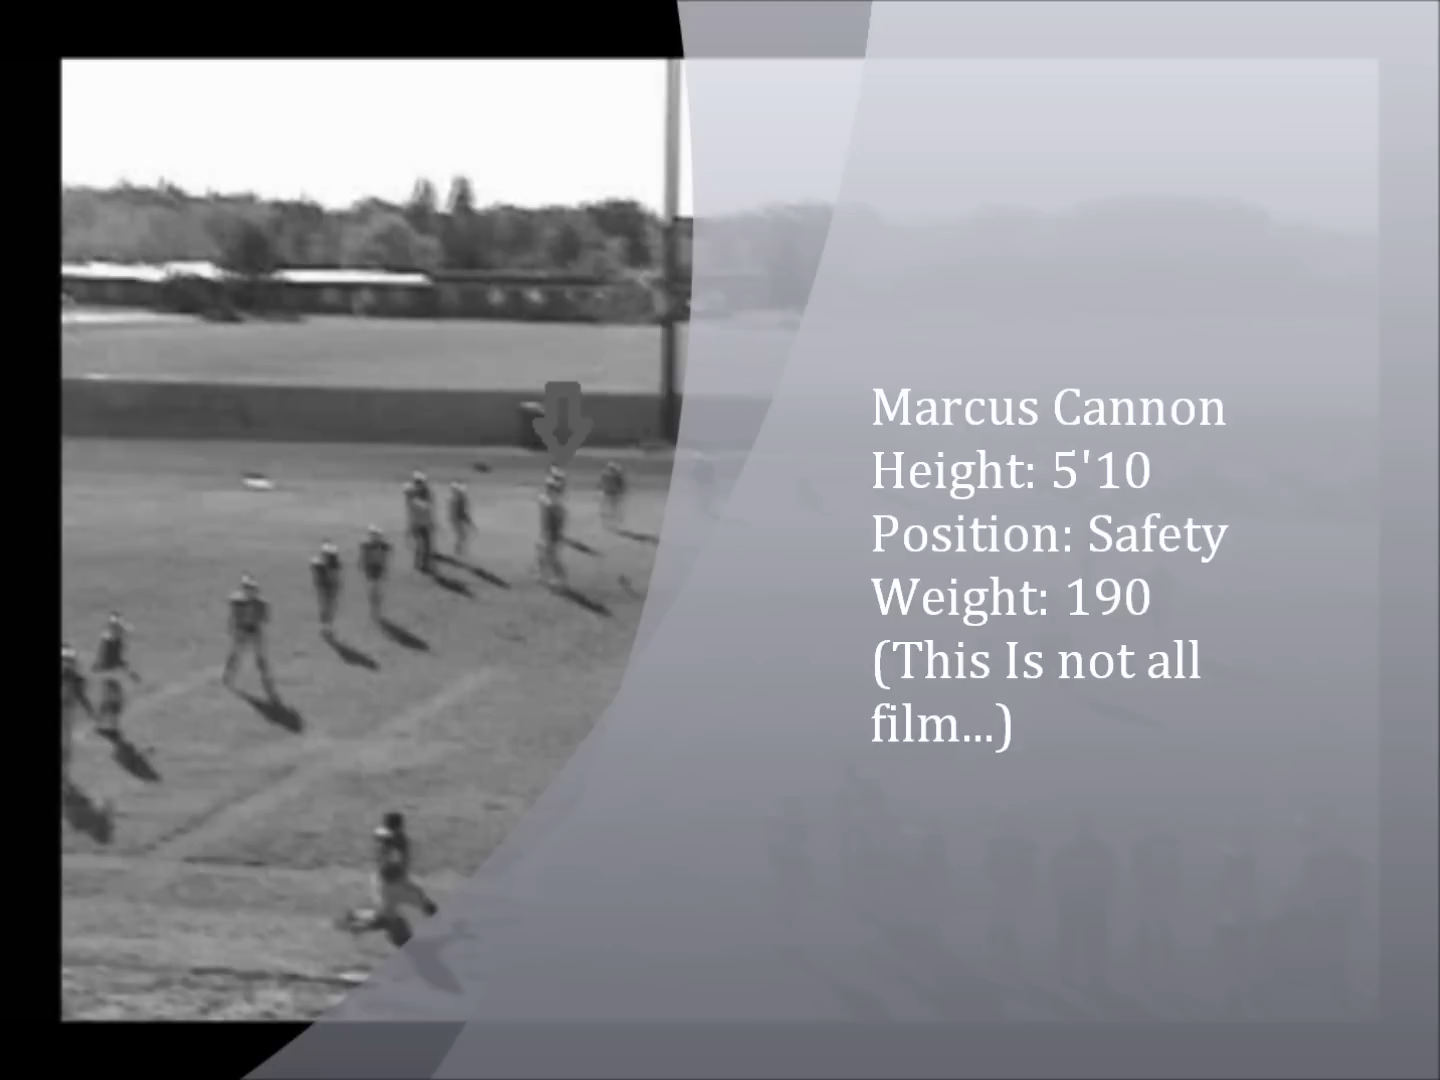 Marcus Cannon
Height: 5'10
Position: Safety
Weight: 190
(This Is not all
film...)